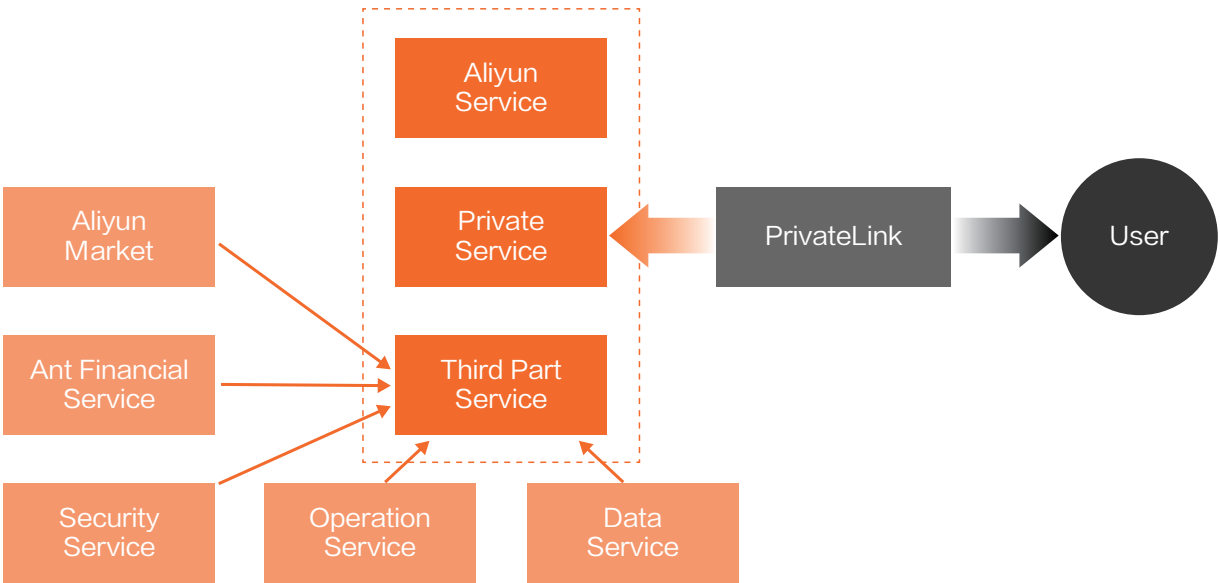 Aliyun
Service
Aliyun
Market
Private
Service
PrivateLink
User
Ant Financial
Service
Third Part
Service
Security
Service
Operation
Service
Data
Service